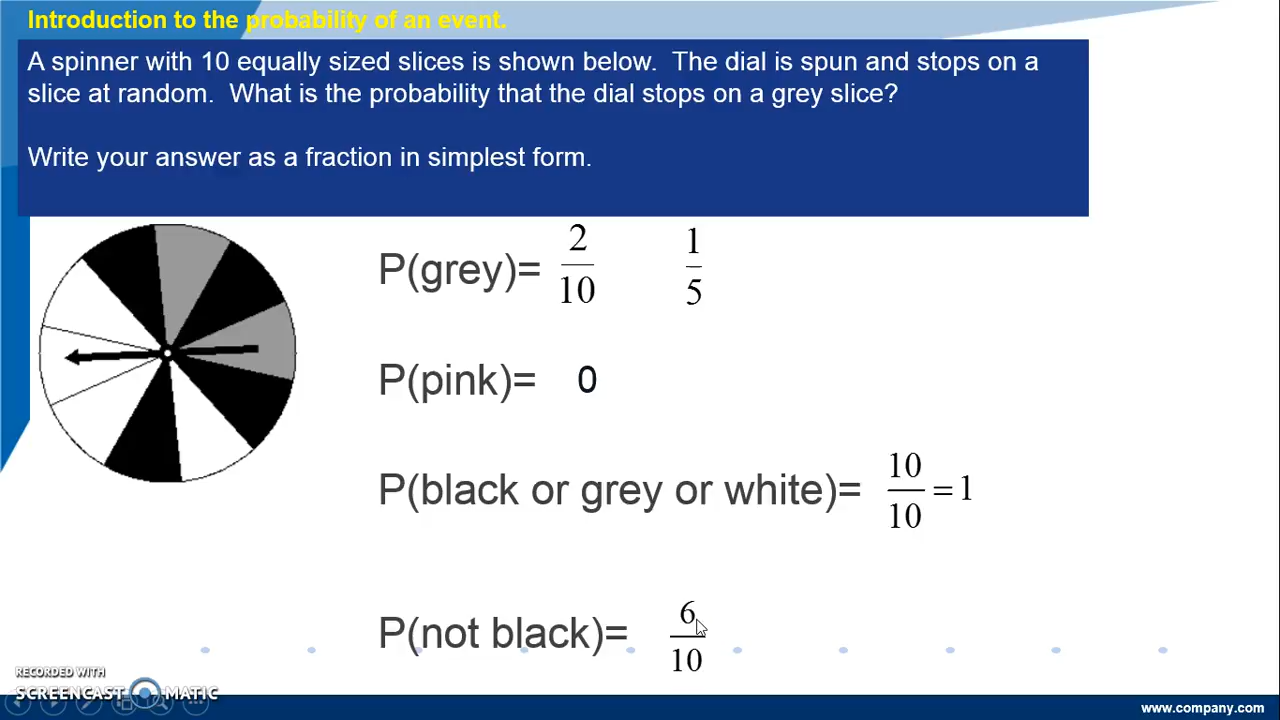 Introduction to the probability of an event.
A spinner with 10 equally sized slices is shown below. The dial is spun and stops on a
slice at random. What is the probability that the dial stops on a grey slice?
Write your answer as a fraction in simplest form.
P(grey)= 2/10 1/5
P(pink)= 0
P(black or grey or white)= 10/10 = 1
P(not black)= 6/10
RECORDED WITH
SCREENCAST MATIC
www.company.com